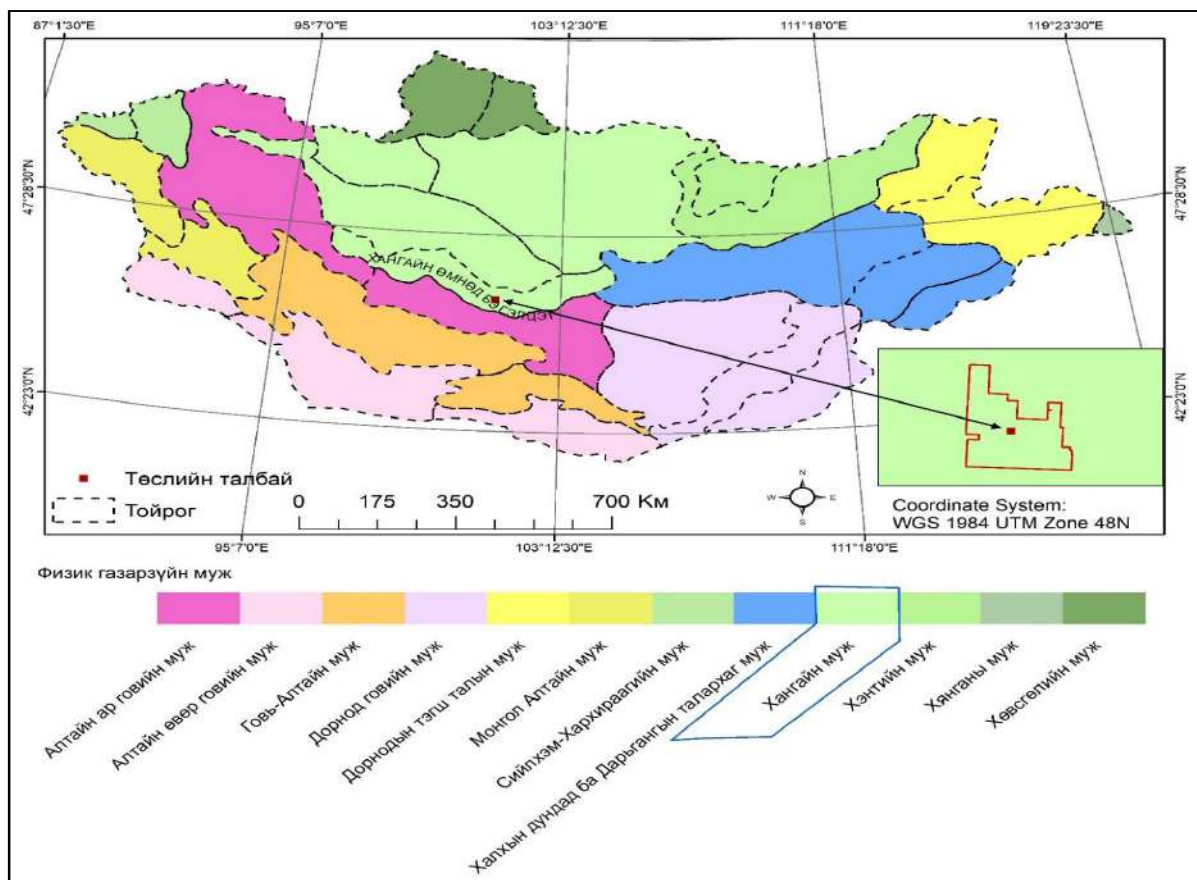 87°1'30"E
95°7'0"E
103°12'30"E
111°18'0"E
119°23'30"E
47°28'30"N
47°28'30"N
ХАНГАЙН ӨМНӨД БЭСЭЛЦЭТ
42°23'0"N
42°23'0"N
Төслийн талбай
Тойрог
0 175 350 700 Км
N
W E
S
Coordinate System:
WGS 1984 UTM Zone 48N
95°7'0"E
103°12'30"E
111°18'0"E
Физик газарзүйн муж
Алтайн ар говийн муж
Алтайн өвөр говийн муж
Говь-Алтайн муж
Дорнод говийн муж
Дорнодын тэгш талын муж
Монгол Алтайн муж
Сийлхэм-Хархираагийн муж
Халхын дундад ба Дарьгангын талархаг муж
Хангайн муж
Хэнтийн муж
Хянганы муж
Хөвсгөлийн муж